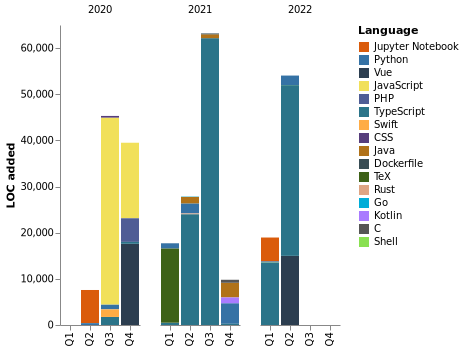 2020 2021 2022
LOC added
60,000
50,000
40,000
30,000
20,000
10,000
0
Q1 Q2 Q3 Q4 Q1 Q2 Q3 Q4 Q1 Q2 Q3 Q4
Language
Jupyter Notebook
Python
Vue
JavaScript
PHP
TypeScript
Swift
CSS
Java
Dockerfile
TeX
Rust
Go
Kotlin
C
Shell